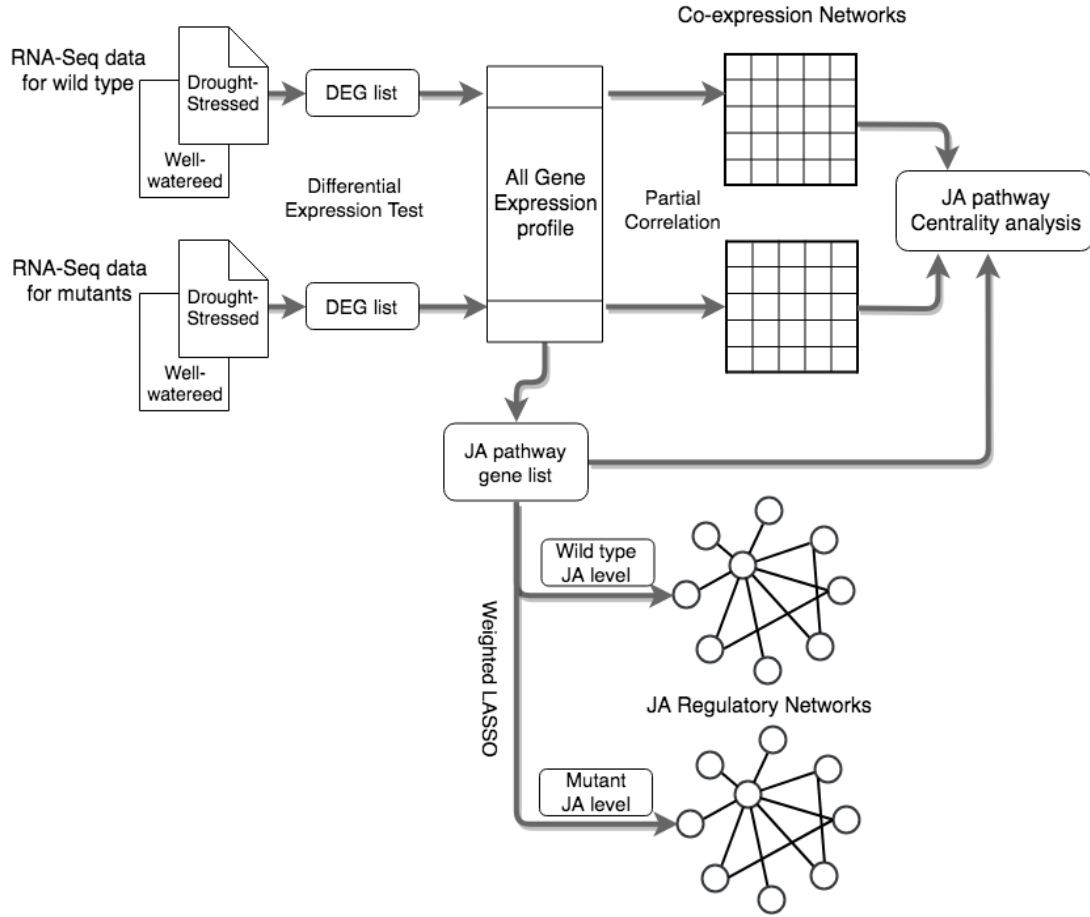 Co-expression Networks
RNA-Seq data
for wild type
Drought-
Stressed
Well-
watereed
DEG list
Differential
Expression Test
All Gene
Expression
profile
Partial
Correlation
JA pathway
Centrality analysis
RNA-Seq data
for mutants
Drought-
Stressed
Well-
watereed
DEG list
JA pathway
gene list
Weighted LASSO
Wild type
JA level
JA Regulatory Networks
Mutant
JA level